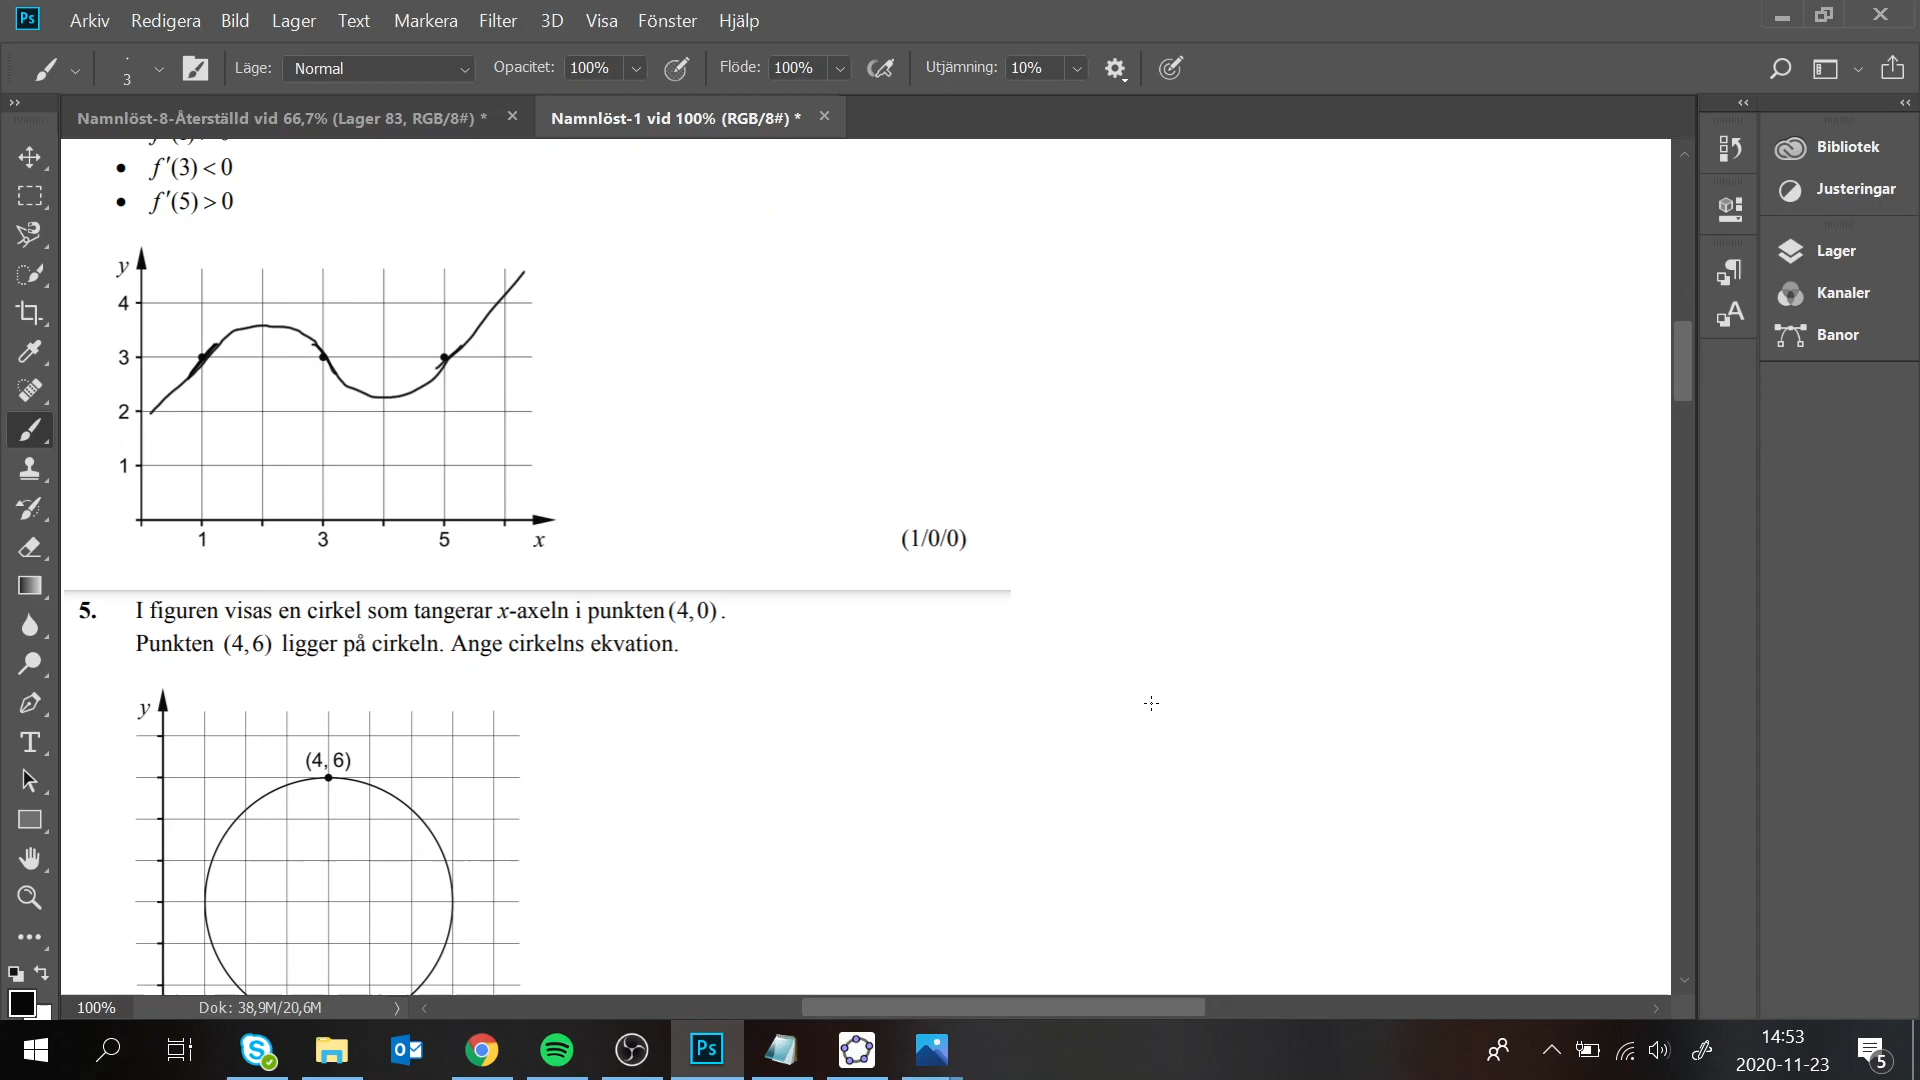 Ps Arkiv Redigera Bild Lager Text Markera Filter 3D Visa Fönster Hjälp
3 Läge: Normal Opacitet: 100% Flöde: 100% Utjämning: 10%
Namnlöst-8-Återställd vid 66,7% (Lager 83, RGB/8#) * Namnlöst-1 vid 100% (RGB/8#) *
• f′(3) < 0
• f′(5) > 0
y
4
3
2
1
1 3 5 x
(1/0/0)
5. I figuren visas en cirkel som tangerar x-axeln i punkten (4, 0).
Punkten (4, 6) ligger på cirkeln. Ange cirkelns ekvation.
y
(4, 6)
Bibliotek
Justeringar
Lager
Kanaler
Banor
100% Dok: 38,9M/20,6M
Ps
14:53
2020-11-23
5